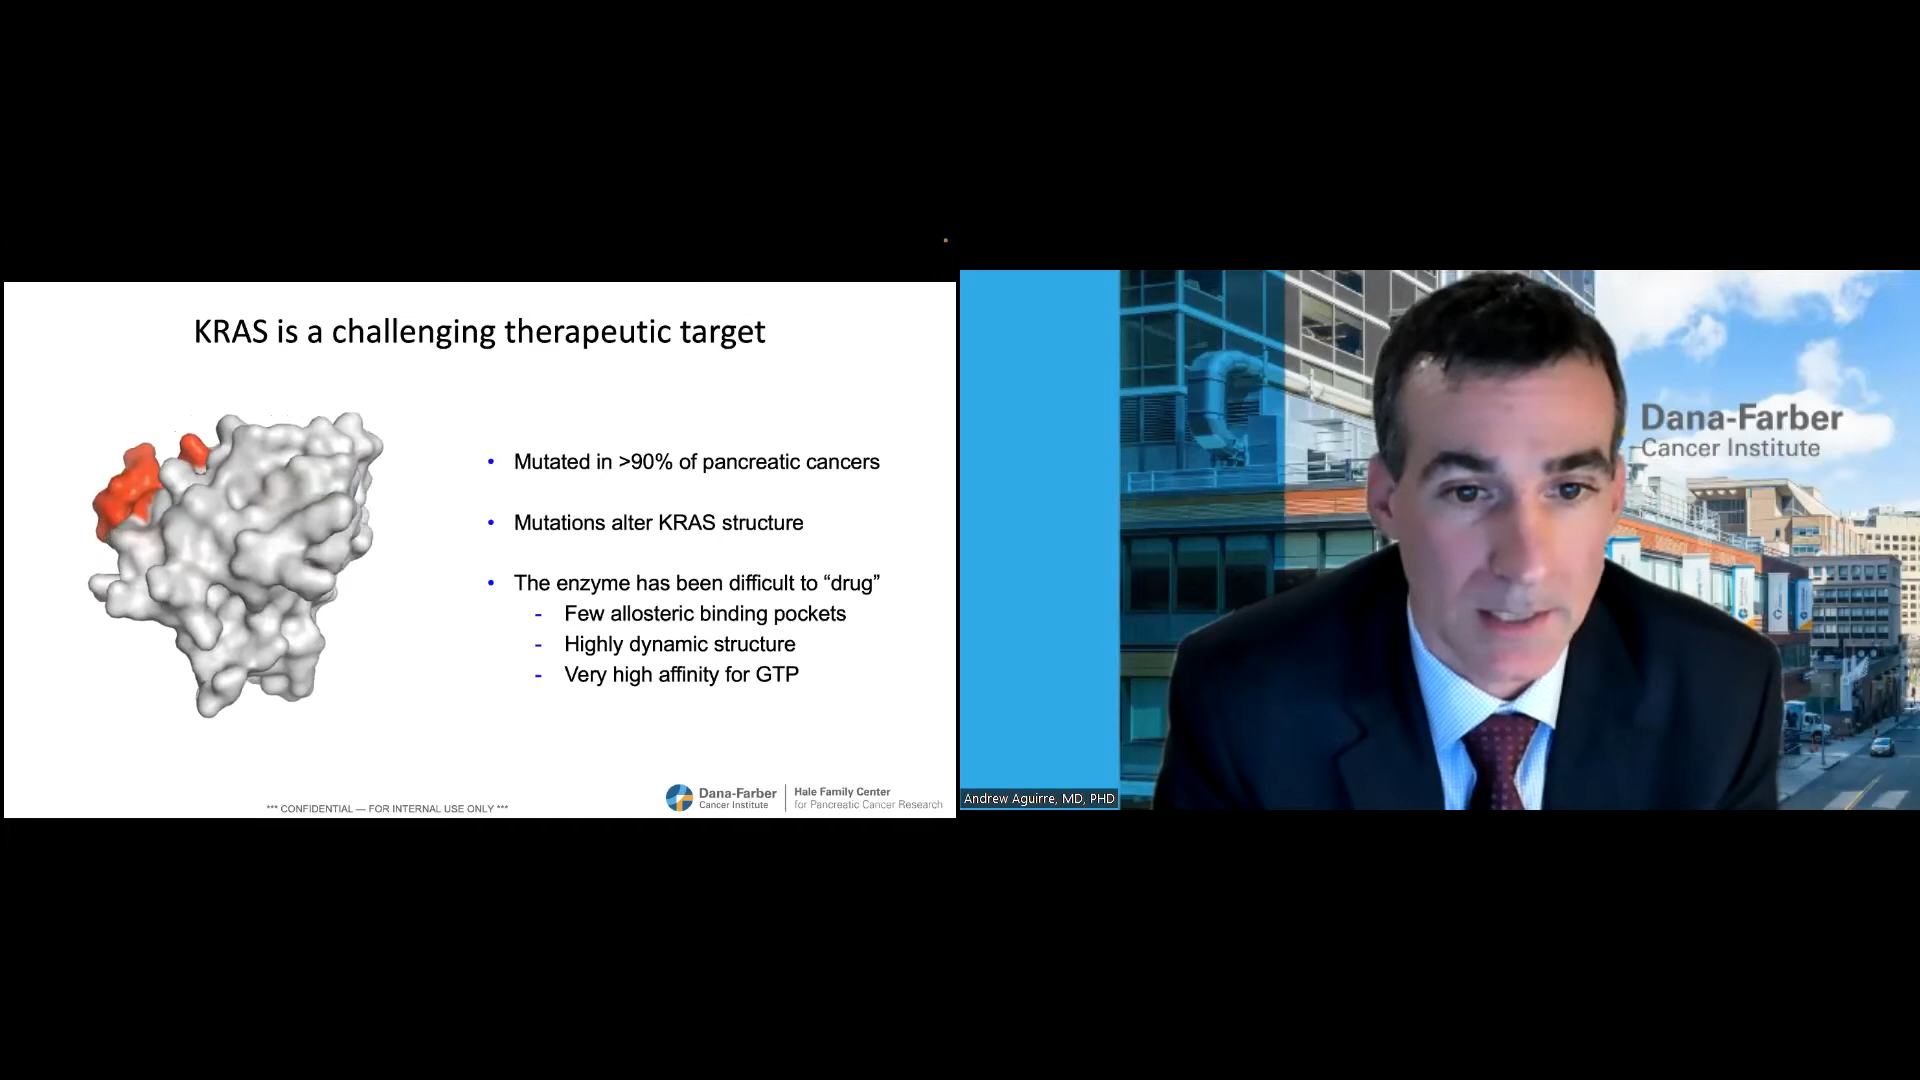 KRAS is a challenging therapeutic target
• Mutated in >90% of pancreatic cancers
• Mutations alter KRAS structure
• The enzyme has been difficult to “drug”
- Few allosteric binding pockets
- Highly dynamic structure
- Very high affinity for GTP
*** CONFIDENTIAL — FOR INTERNAL USE ONLY ***
Dana-Farber
Cancer Institute
Hale Family Center
for Pancreatic Cancer Research
Dana-Farber
Cancer Institute
Andrew Aguirre, MD, PHD